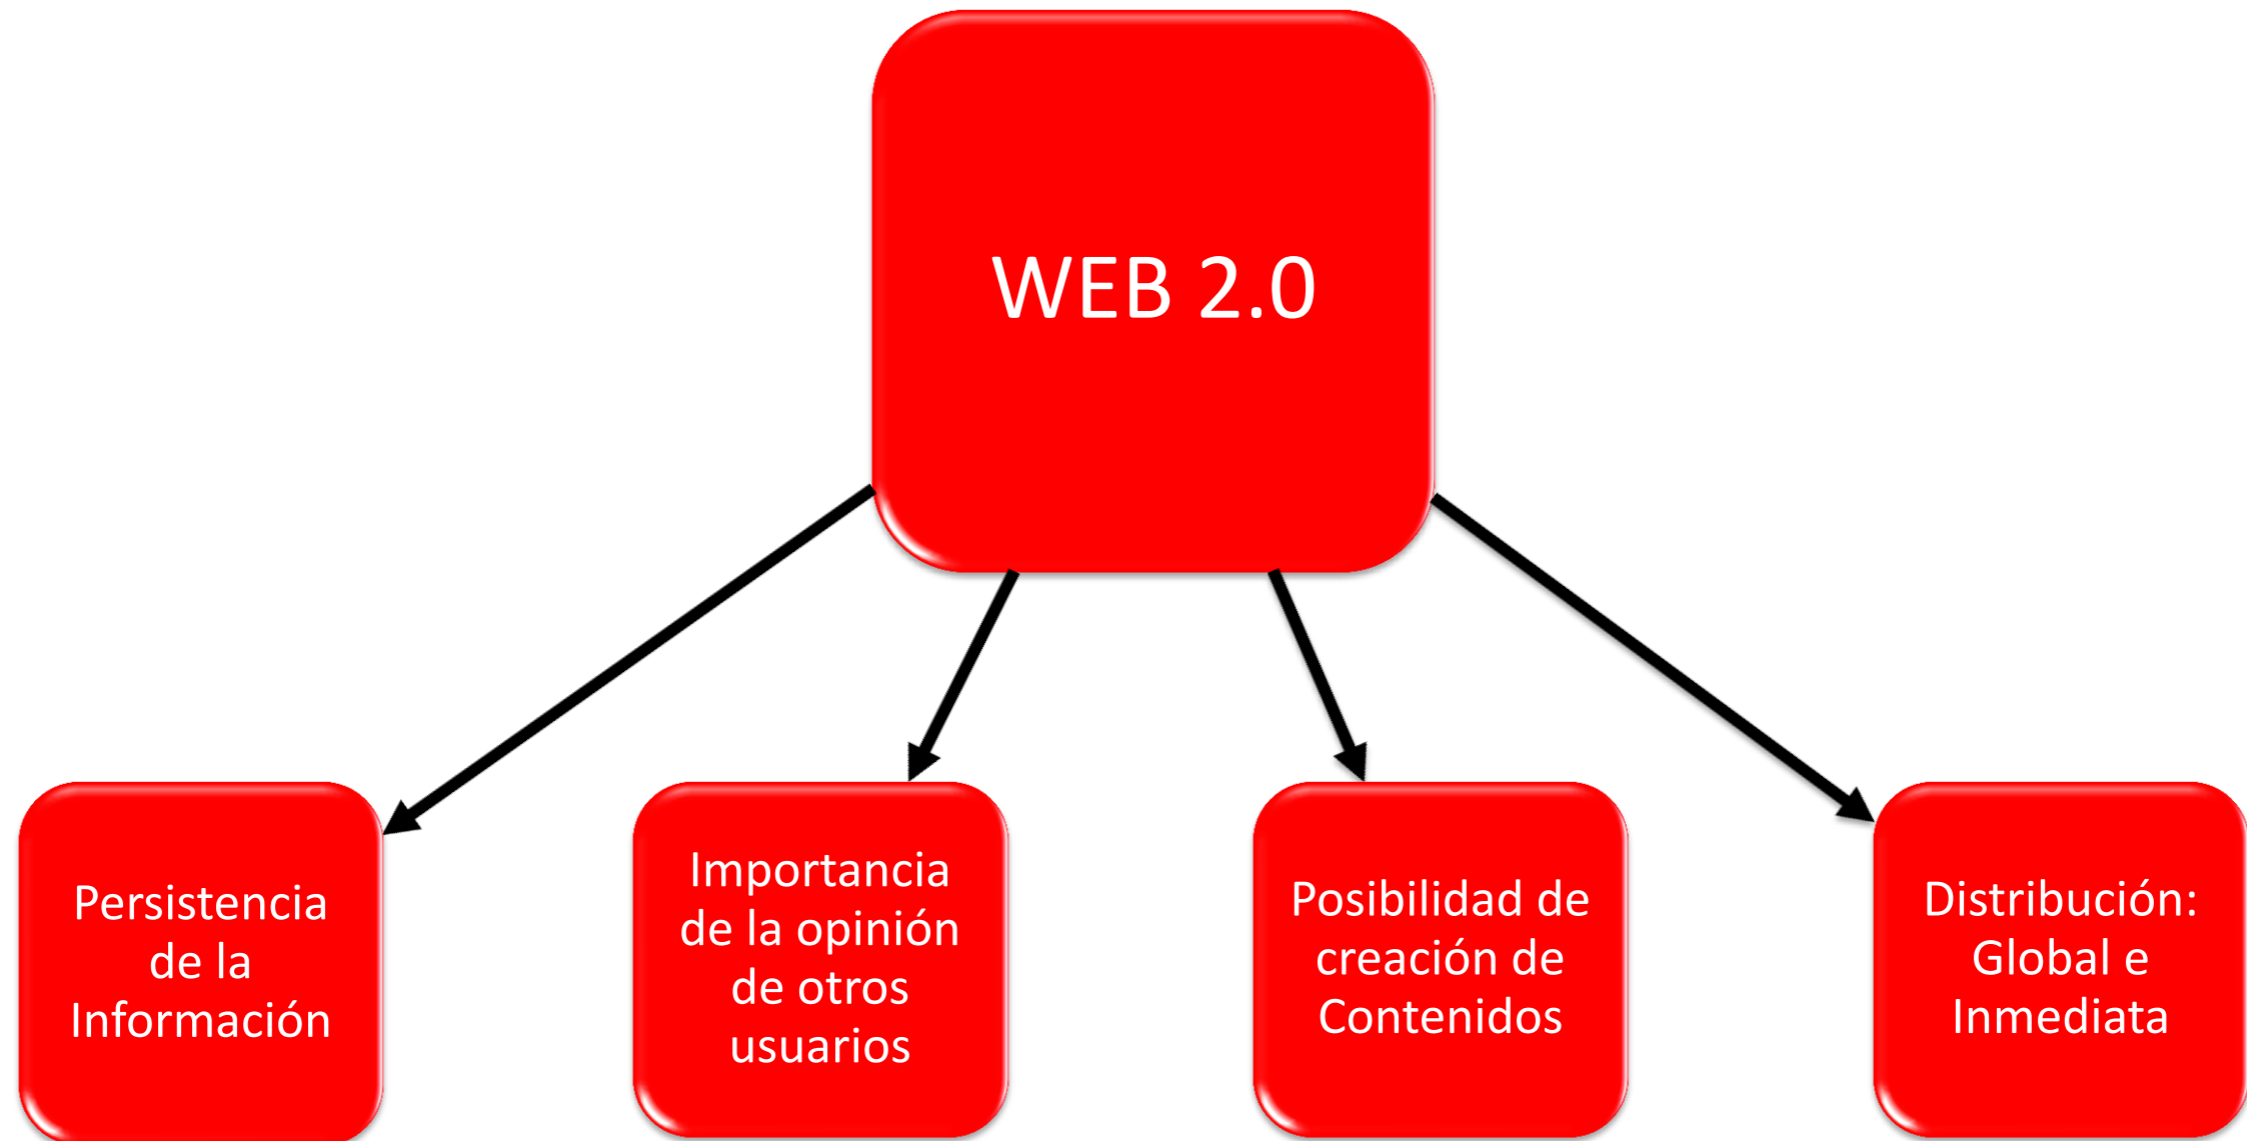 WEB 2.0
Persistencia
de la
Información
Importancia
de la opinión
de otros
usuarios
Posibilidad de
creación de
Contenidos
Distribución:
Global e
Inmediata